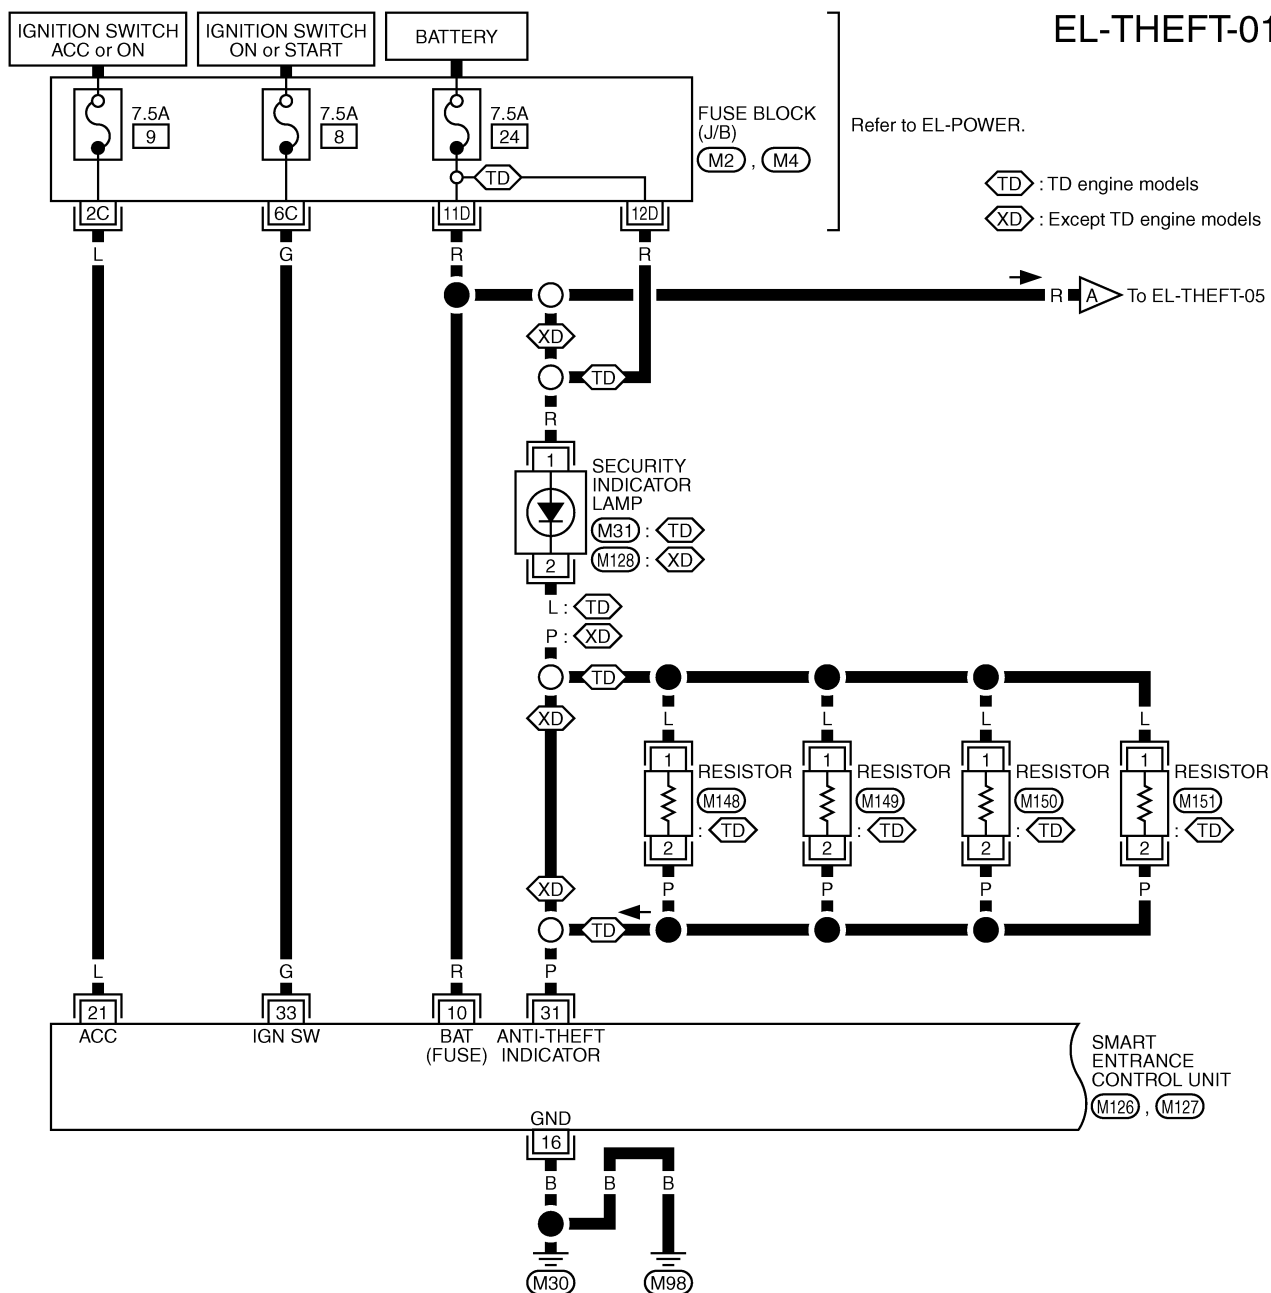 EL-THEFT-01
IGNITION SWITCH
ACC or ON
IGNITION SWITCH
ON or START
BATTERY
7.5A
9
7.5A
8
7.5A
24
TD
FUSE BLOCK
(J/B)
M2 , M4
Refer to EL-POWER.
TD : TD engine models
XD : Except TD engine models
2C
6C
11D
12D
L
G
R
R
R
A
To EL-THEFT-05
XD
TD
R
1
SECURITY
INDICATOR
LAMP
M31 : TD
M128 : XD
2
L : TD
P : XD
TD
XD
L
L
L
L
1
1
1
1
RESISTOR
M148
: TD
RESISTOR
M149
: TD
RESISTOR
M150
: TD
RESISTOR
M151
: TD
2
2
2
2
XD
P
P
P
P
TD
L
G
R
P
21
33
10
31
ACC
IGN SW
BAT
(FUSE)
ANTI-THEFT
INDICATOR
SMART
ENTRANCE
CONTROL UNIT
M126 , M127
GND
16
B
B
B
M30
M98